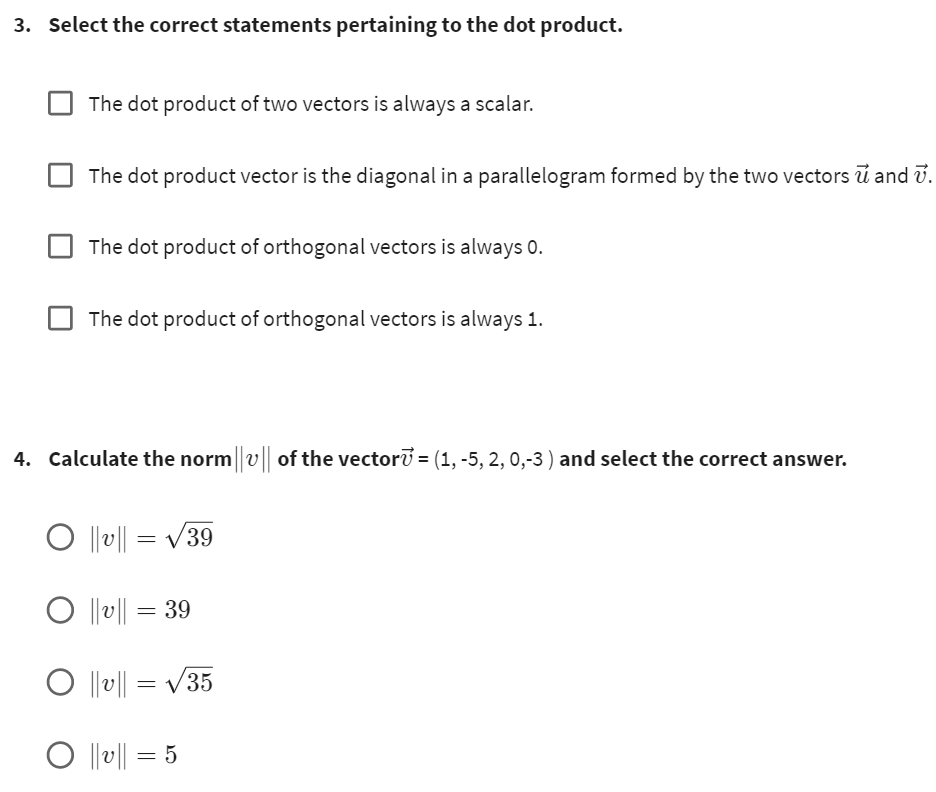 3. Select the correct statements pertaining to the dot product.
The dot product of two vectors is always a scalar.
The dot product vector is the diagonal in a parallelogram formed by the two vectors u⃗ and v⃗.
The dot product of orthogonal vectors is always 0.
The dot product of orthogonal vectors is always 1.
4. Calculate the norm||v|| of the vectorv⃗ = (1, -5, 2, 0,-3 ) and select the correct answer.
||v|| = √39
||v|| = 39
||v|| = √35
||v|| = 5